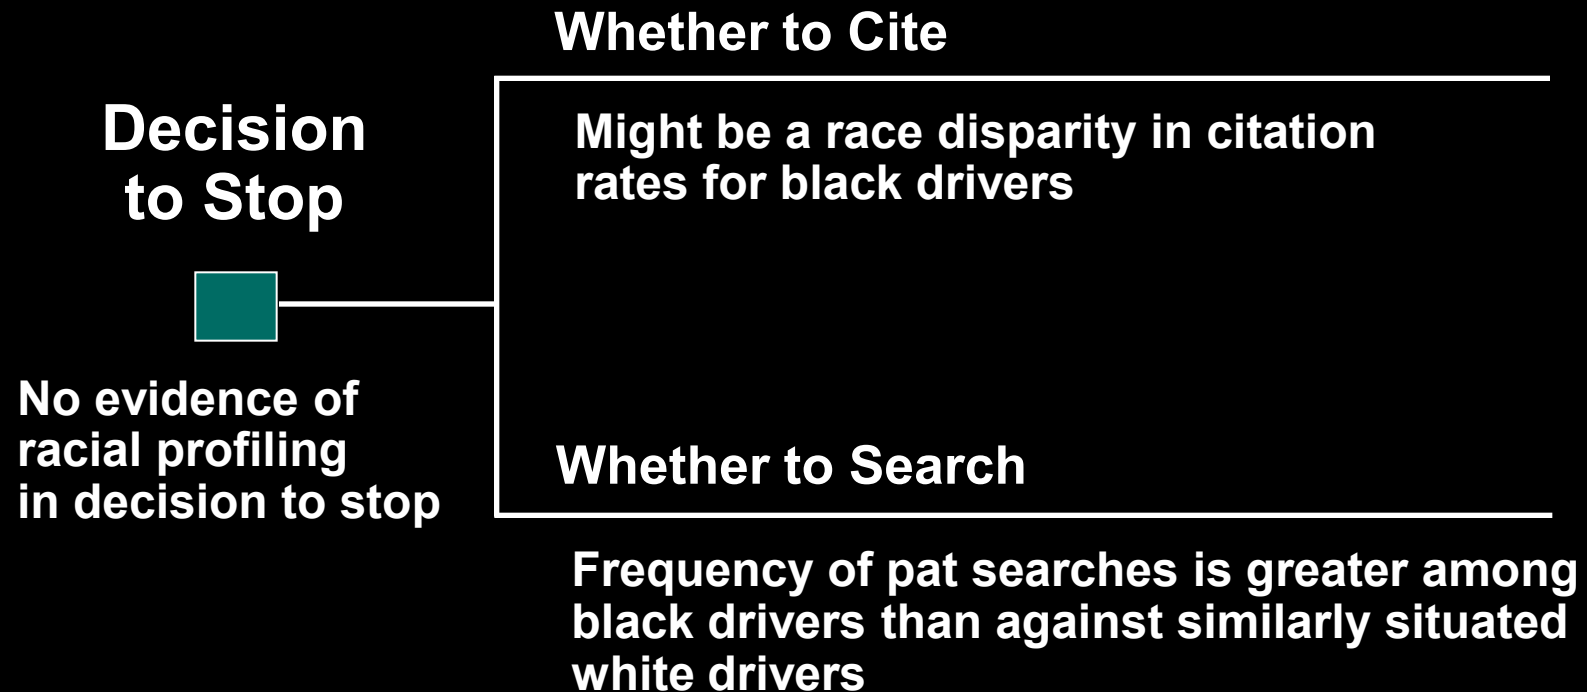 Whether to Cite
Decision
to Stop
Might be a race disparity in citation
rates for black drivers
No evidence of
racial profiling
in decision to stop
Whether to Search
Frequency of pat searches is greater among
black drivers than against similarly situated
white drivers